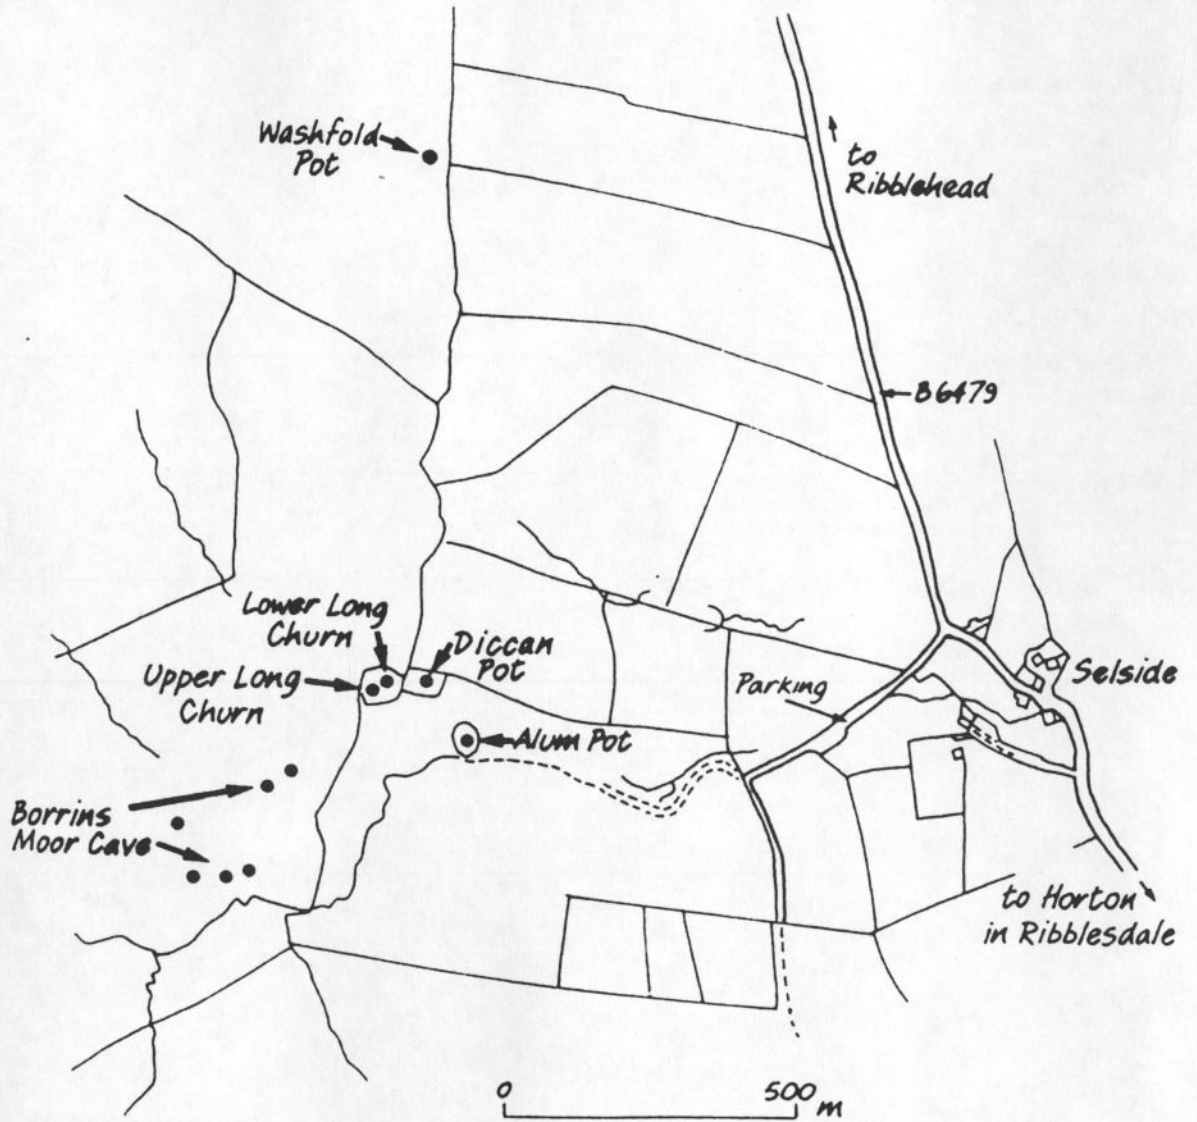 Washfold
Pot
to
Ribblehead
B6479
Lower Long
Churn
Diccan
Pot
Upper Long
Churn
Selside
Parking
Alum Pot
Borrins
Moor Cave
to Horton
in Ribblesdale
0 500 m